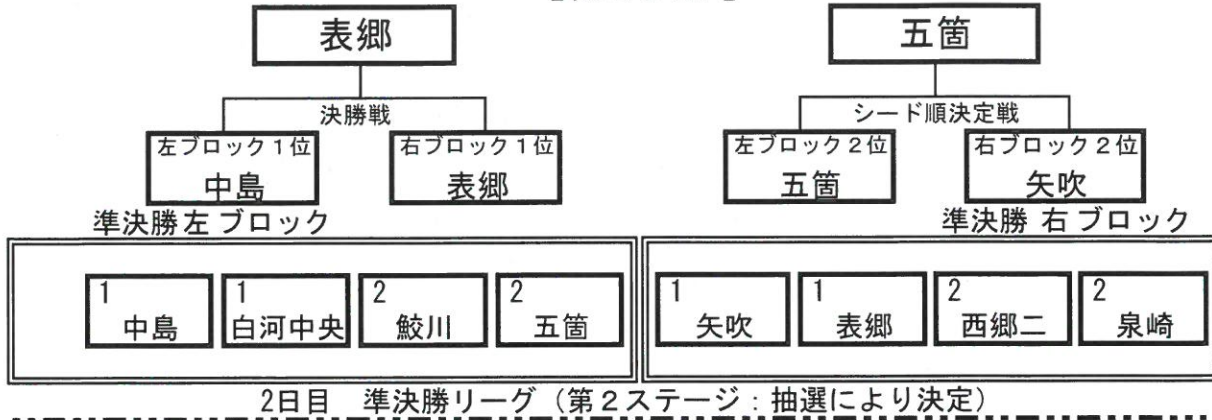 表郷
五箇
決勝戦
シード順決定戦
左ブロック1位
中島
右ブロック1位
表郷
左ブロック2位
五箇
右ブロック2位
矢吹
準決勝左 ブロック
準決勝 右 ブロック
1
中島
1
白河中央
2
鮫川
2
五箇
1
矢吹
1
表郷
2
西郷二
2
泉崎
2日目 準決勝リーグ（第2ステージ：抽選により決定）